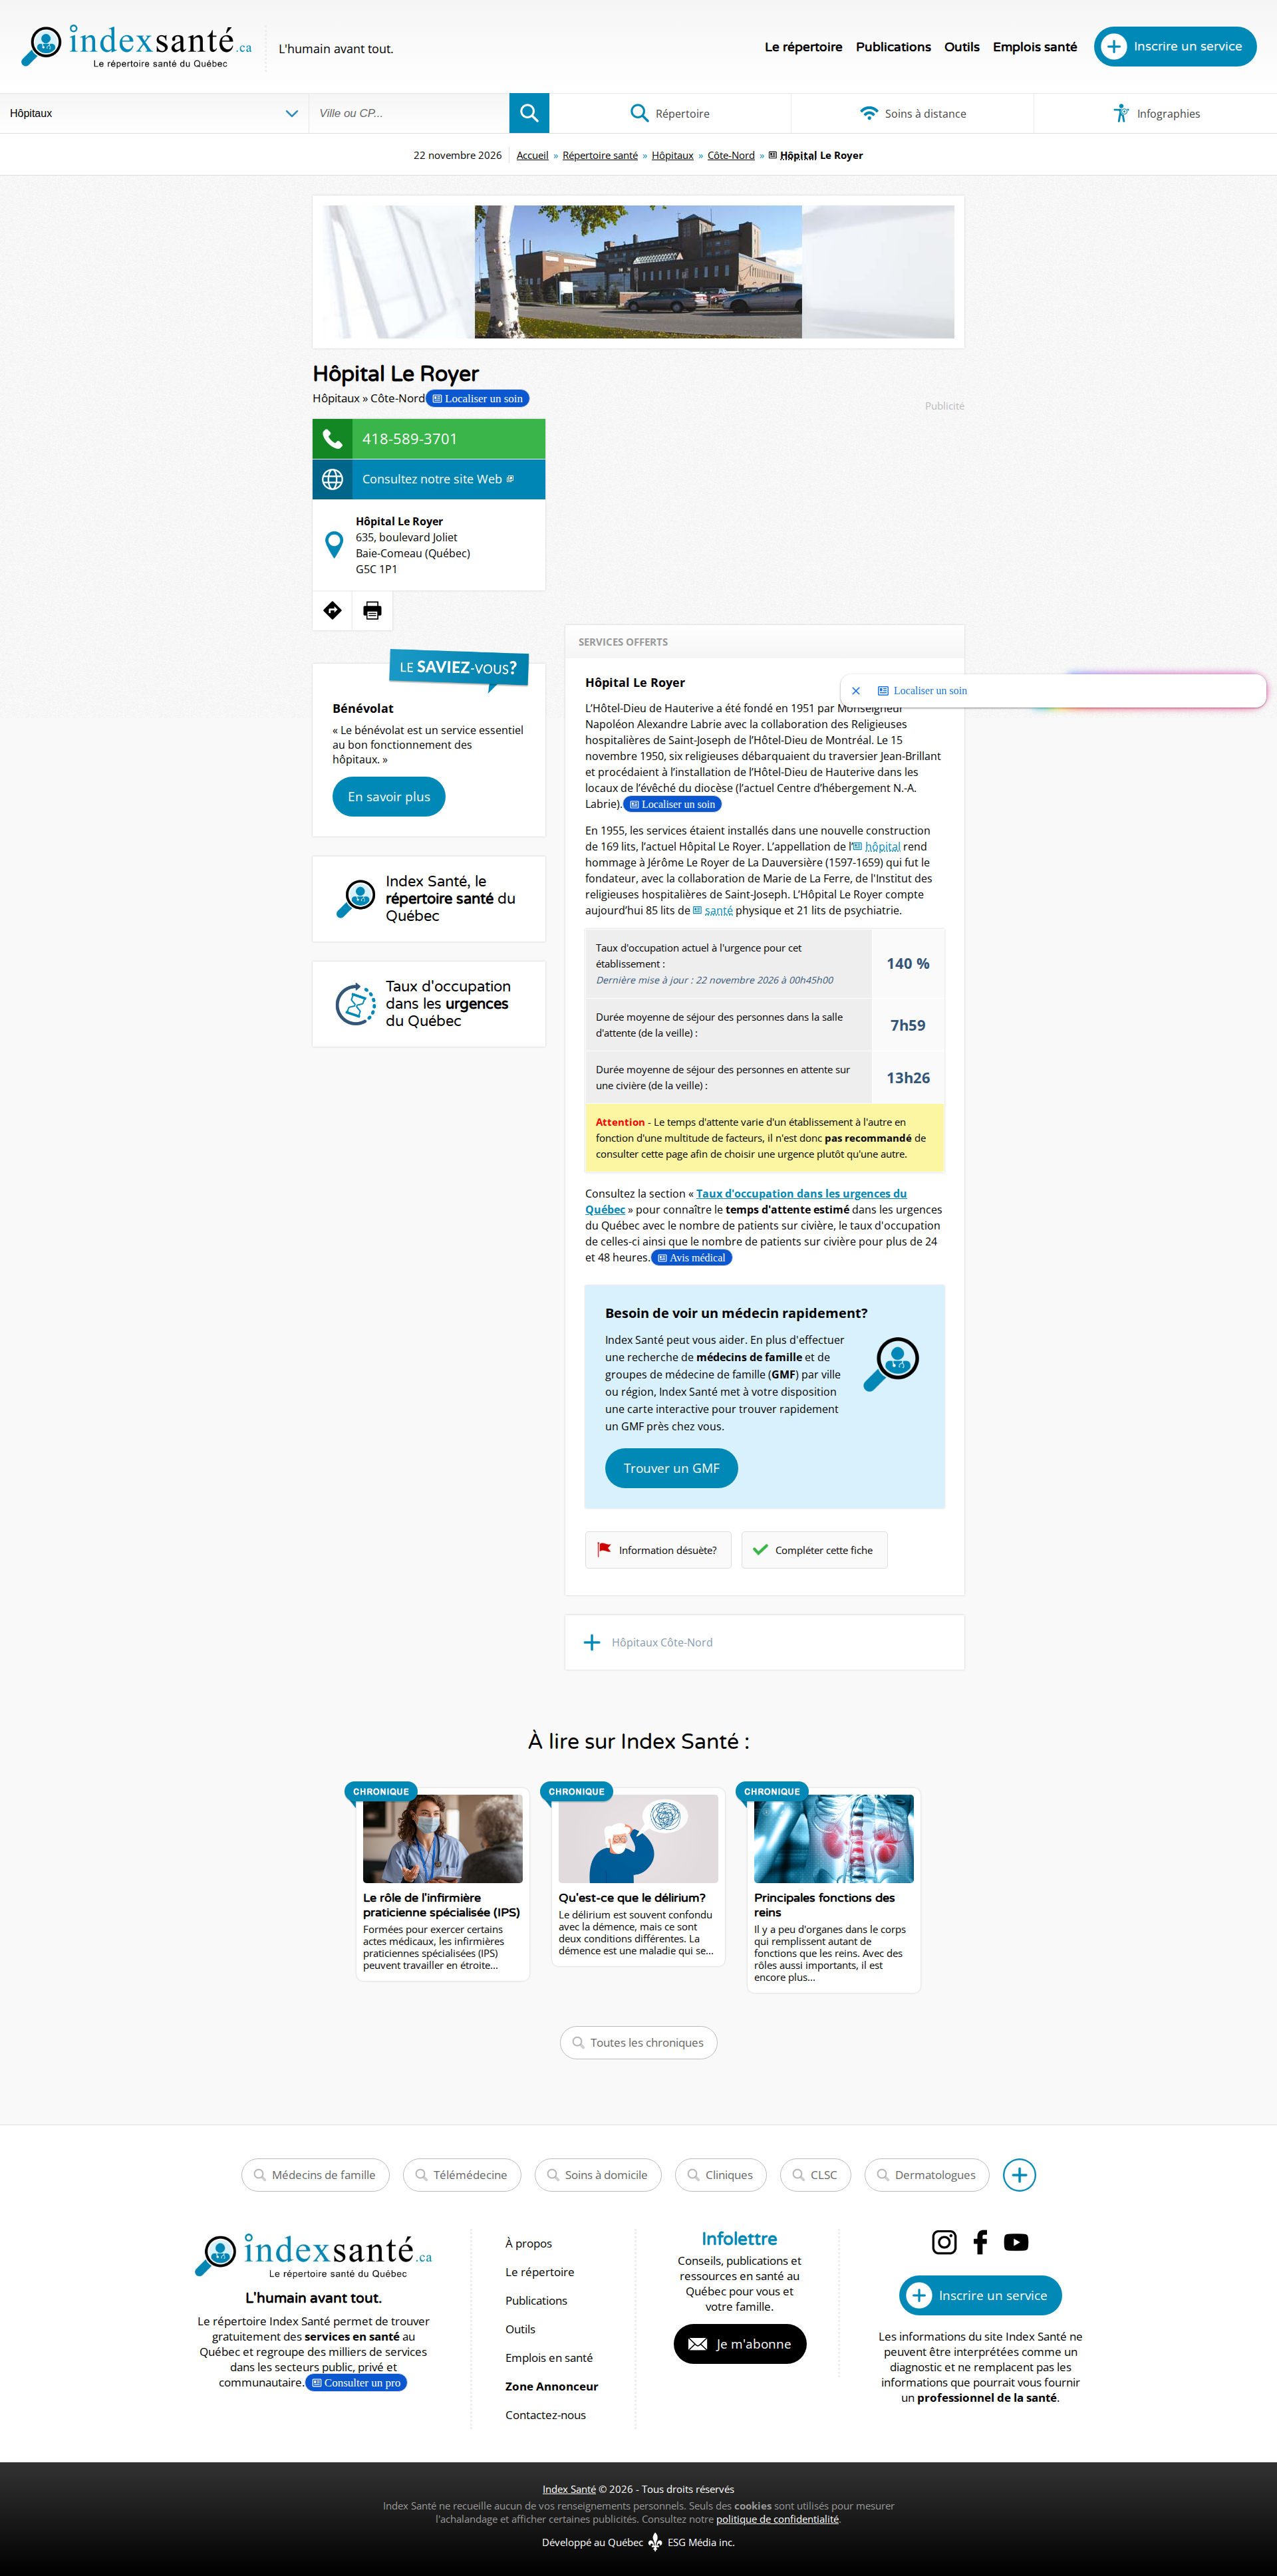 indexsanté.ca
Le répertoire santé du Québec
L'humain avant tout.
Le répertoire
Publications
Outils
Emplois santé
Inscrire un service
Hôpitaux
Ville ou CP...
Répertoire
Soins à distance
Infographies
22 novembre 2026
Accueil » Répertoire santé » Hôpitaux » Côte-Nord » Hôpital Le Royer
Hôpital Le Royer
Hôpitaux » Côte-Nord Localiser un soin
Publicité
418-589-3701
Consultez notre site Web
Hôpital Le Royer
635, boulevard Joliet
Baie-Comeau (Québec)
G5C 1P1
LE SAVIEZ-VOUS?
Bénévolat
« Le bénévolat est un service essentiel
au bon fonctionnement des
hôpitaux. »
En savoir plus
Index Santé, le
répertoire santé du
Québec
Taux d'occupation
dans les urgences
du Québec
SERVICES OFFERTS
Hôpital Le Royer
Localiser un soin
L’Hôtel-Dieu de Hauterive a été fondé en 1951 par Monseigneur
Napoléon Alexandre Labrie avec la collaboration des Religieuses
hospitalières de Saint-Joseph de l’Hôtel-Dieu de Montréal. Le 15
novembre 1950, six religieuses débarquaient du traversier Jean-Brillant
et procédaient à l’installation de l’Hôtel-Dieu de Hauterive dans les
locaux de l’évêché du diocèse (l’actuel Centre d’hébergement N.-A.
Labrie). Localiser un soin
En 1955, les services étaient installés dans une nouvelle construction
de 169 lits, l’actuel Hôpital Le Royer. L’appellation de l’hôpital rend
hommage à Jérôme Le Royer de La Dauversière (1597-1659) qui fut le
fondateur, avec la collaboration de Marie de La Ferre, de l'Institut des
religieuses hospitalières de Saint-Joseph. L’Hôpital Le Royer compte
aujourd’hui 85 lits de santé physique et 21 lits de psychiatrie.
Taux d'occupation actuel à l'urgence pour cet
établissement :
Dernière mise à jour : 22 novembre 2026 à 00h45h00
140 %
Durée moyenne de séjour des personnes dans la salle
d'attente (de la veille) :
7h59
Durée moyenne de séjour des personnes en attente sur
une civière (de la veille) :
13h26
Attention - Le temps d'attente varie d'un établissement à l'autre en
fonction d'une multitude de facteurs, il n'est donc pas recommandé de
consulter cette page afin de choisir une urgence plutôt qu'une autre.
Consultez la section « Taux d'occupation dans les urgences du
Québec » pour connaître le temps d'attente estimé dans les urgences
du Québec avec le nombre de patients sur civière, le taux d'occupation
de celles-ci ainsi que le nombre de patients sur civière pour plus de 24
et 48 heures. Avis médical
Besoin de voir un médecin rapidement?
Index Santé peut vous aider. En plus d'effectuer
une recherche de médecins de famille et de
groupes de médecine de famille (GMF) par ville
ou région, Index Santé met à votre disposition
une carte interactive pour trouver rapidement
un GMF près chez vous.
Trouver un GMF
Information désuète?
Compléter cette fiche
Hôpitaux Côte-Nord
À lire sur Index Santé :
CHRONIQUE
Le rôle de l'infirmière
praticienne spécialisée (IPS)
Formées pour exercer certains
actes médicaux, les infirmières
praticiennes spécialisées (IPS)
peuvent travailler en étroite...
CHRONIQUE
Qu'est-ce que le délirium?
Le délirium est souvent confondu
avec la démence, mais ce sont
deux conditions différentes. La
démence est une maladie qui se...
CHRONIQUE
Principales fonctions des
reins
Il y a peu d'organes dans le corps
qui remplissent autant de
fonctions que les reins. Avec des
rôles aussi importants, il est
encore plus...
Toutes les chroniques
Médecins de famille
Télémédecine
Soins à domicile
Cliniques
CLSC
Dermatologues
indexsanté.ca
Le répertoire santé du Québec
L'humain avant tout.
Le répertoire Index Santé permet de trouver
gratuitement des services en santé au
Québec et regroupe des milliers de services
dans les secteurs public, privé et
communautaire. Consulter un pro
À propos
Le répertoire
Publications
Outils
Emplois en santé
Zone Annonceur
Contactez-nous
Infolettre
Conseils, publications et
ressources en santé au
Québec pour vous et
votre famille.
Je m'abonne
Inscrire un service
Les informations du site Index Santé ne
peuvent être interprétées comme un
diagnostic et ne remplacent pas les
informations que pourrait vous fournir
un professionnel de la santé.
Index Santé © 2026 - Tous droits réservés
Index Santé ne recueille aucun de vos renseignements personnels. Seuls des cookies sont utilisés pour mesurer
l'achalandage et afficher certaines publicités. Consultez notre politique de confidentialité.
Développé au Québec ESG Média inc.